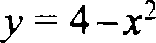 y = 4 – x²